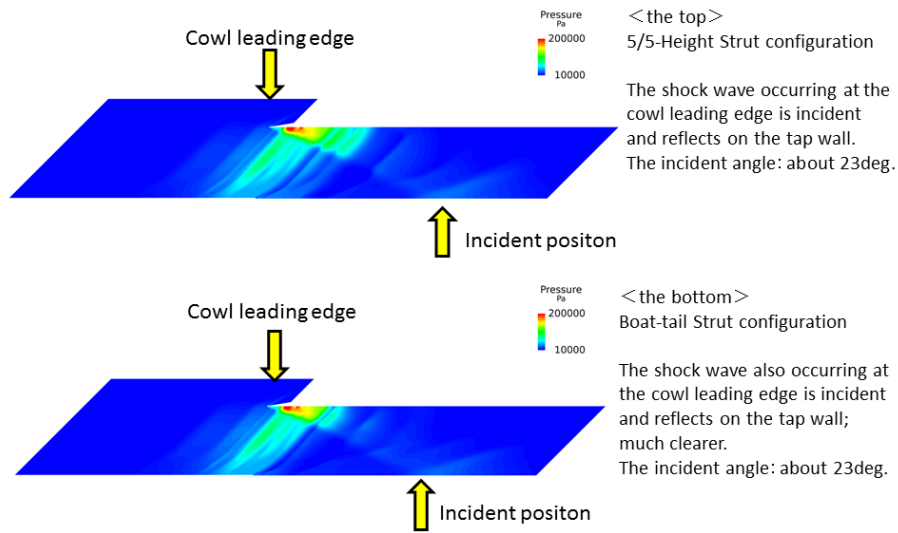 Cowl leading edge
Pressure
Pa
200000
10000
＜the top＞
5/5-Height Strut configuration
The shock wave occurring at the
cowl leading edge is incident
and reflects on the tap wall.
The incident angle: about 23deg.
Incident positon
Cowl leading edge
Pressure
Pa
200000
10000
＜the bottom＞
Boat-tail Strut configuration
The shock wave also occurring at
the cowl leading edge is incident
and reflects on the tap wall;
much clearer.
The incident angle: about 23deg.
Incident positon